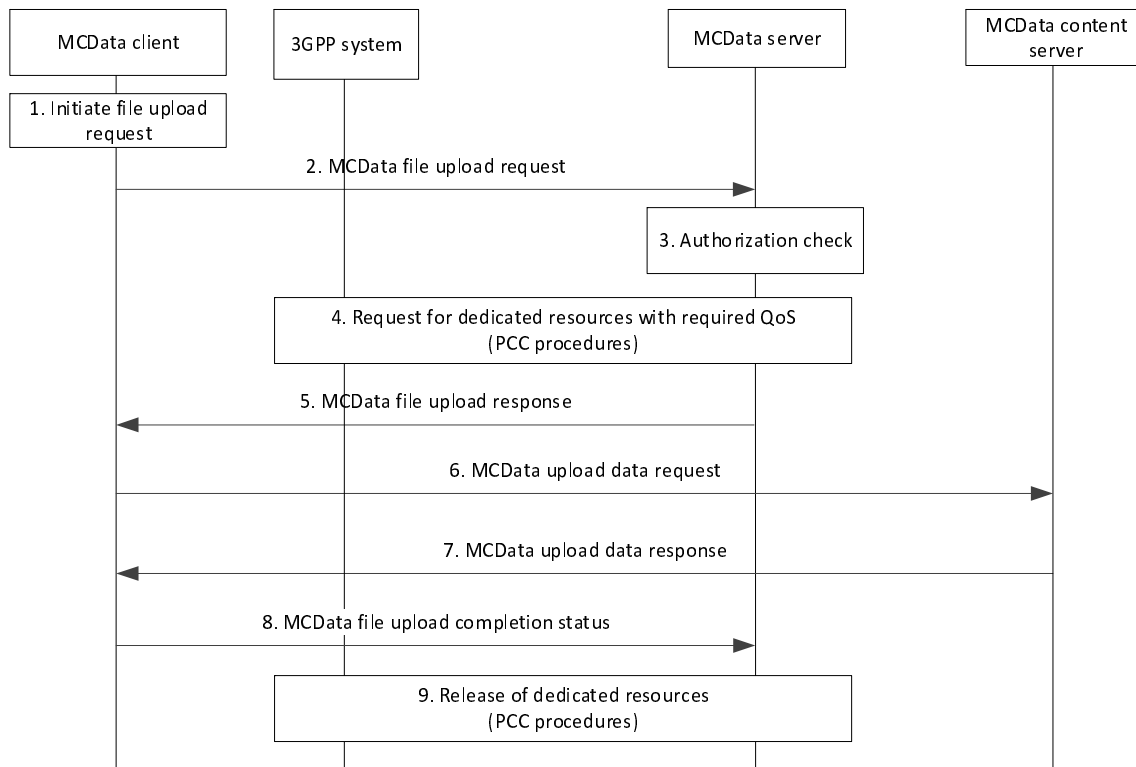 MCData client
3GPP system
MCData server
MCData content
server
1. Initiate file upload
request
2. MCData file upload request
3. Authorization check
4. Request for dedicated resources with required QoS
(PCC procedures)
5. MCData file upload response
6. MCData upload data request
7. MCData upload data response
8. MCData file upload completion status
9. Release of dedicated resources
(PCC procedures)